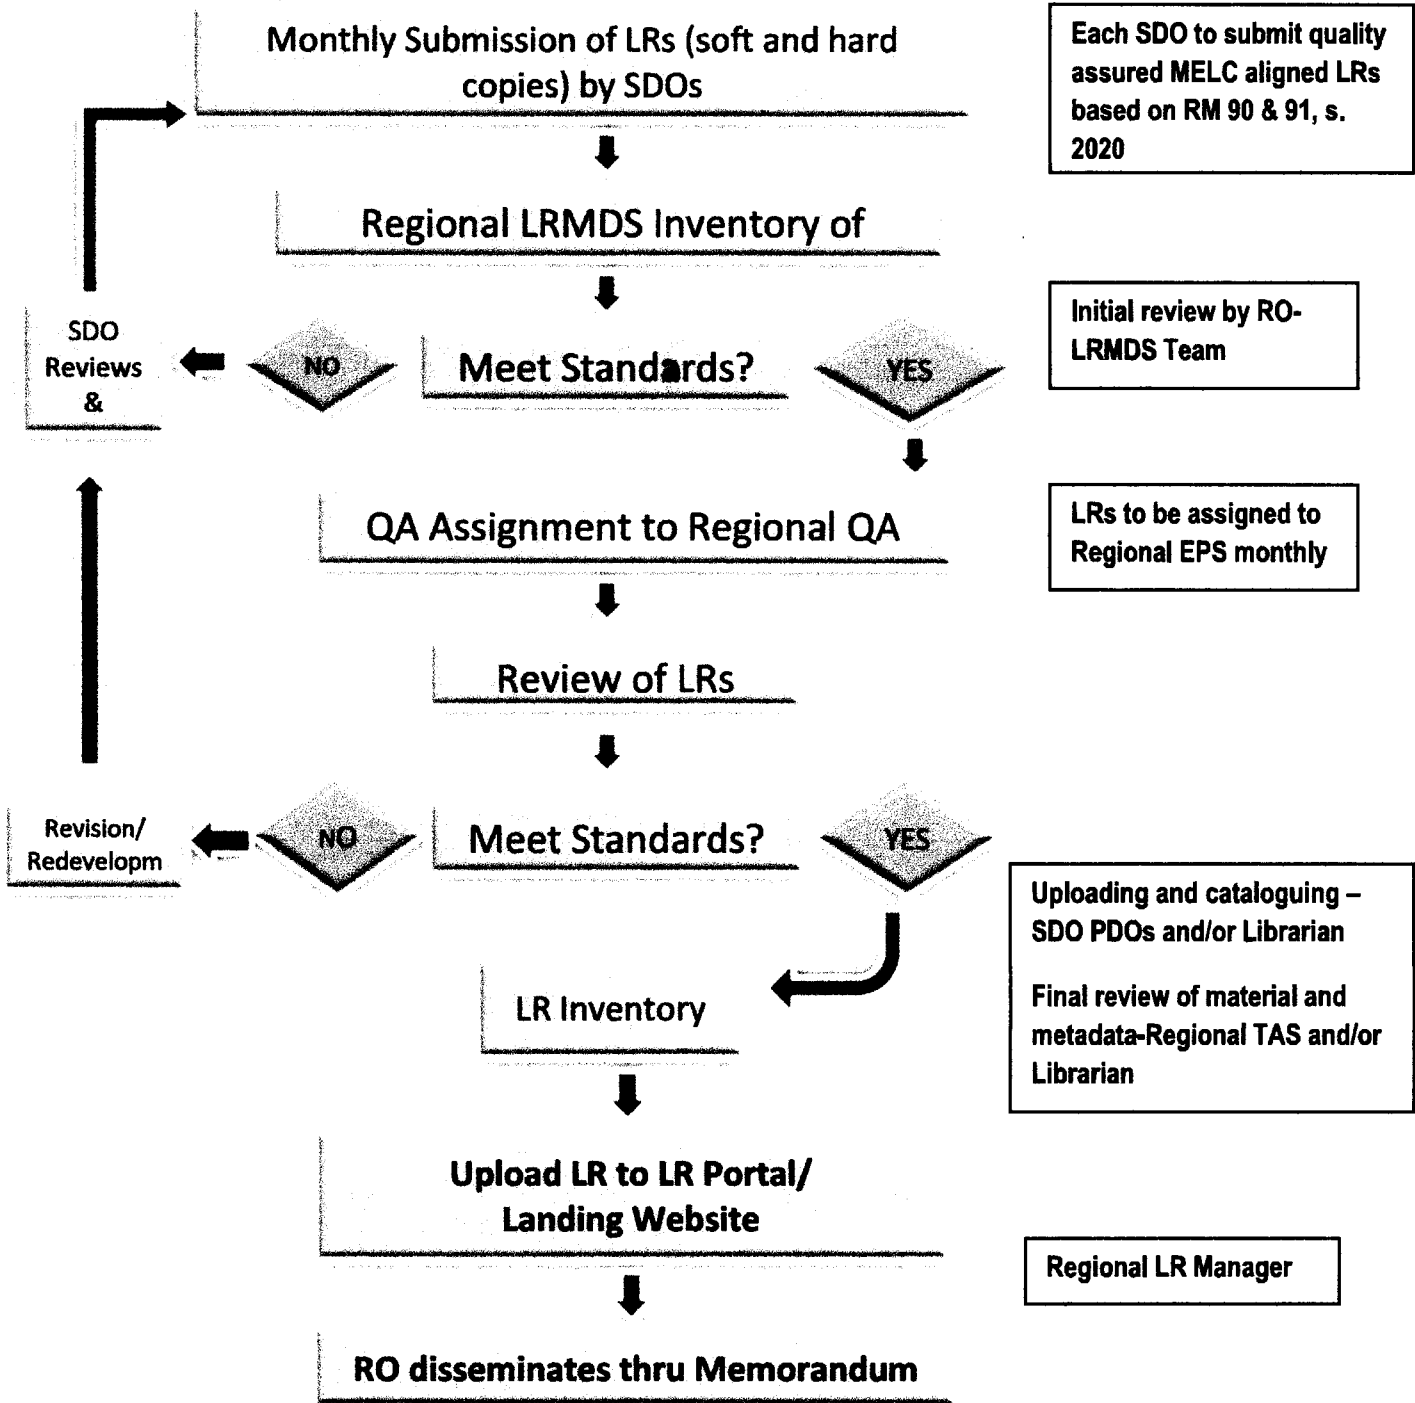 Monthly Submission of LRs (soft and hard
copies) by SDOs
Each SDO to submit quality
assured MELC aligned LRs
based on RM 90 & 91, s.
2020
Regional LRMDS Inventory of
Initial review by RO-
LRMDS Team
SDO
Reviews
&
NO
Meet Standards?
YES
QA Assignment to Regional QA
LRs to be assigned to
Regional EPS monthly
Review of LRs
Revision/
Redevelopm
NO
Meet Standards?
YES
Uploading and cataloguing –
SDO PDOs and/or Librarian
Final review of material and
metadata-Regional TAS and/or
Librarian
LR Inventory
Upload LR to LR Portal/
Landing Website
Regional LR Manager
RO disseminates thru Memorandum